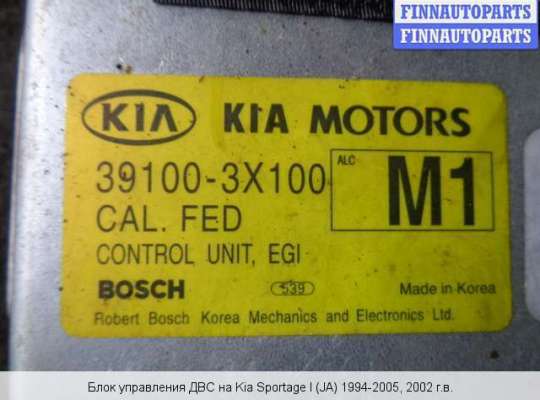 FINNAUTOPARTS
FINNAUTOPARTS
KIA KIA MOTORS
39100-3X100
ALC
M1
CAL. FED
CONTROL UNIT, EGI
BOSCH 539 Made in Korea
Robert Bosch Korea Mechanics and Electronics Ltd.
Блок управления ДВС на Kia Sportage I (JA) 1994-2005, 2002 г.в.